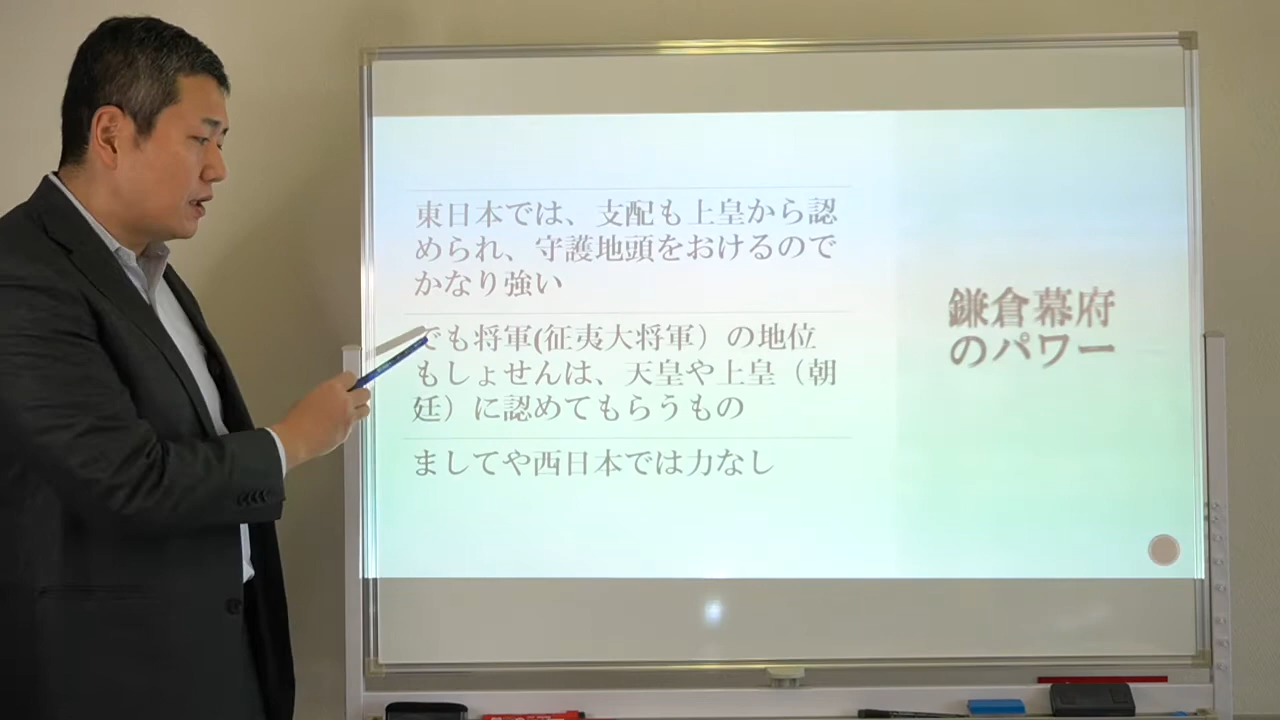 東日本では、支配も上皇から認
められ、守護地頭をおけるので
かなり強い
でも将軍(征夷大将軍）の地位
もしょせんは、天皇や上皇（朝
廷）に認めてもらうもの
ましてや西日本では力なし
鎌倉幕府
のパワー